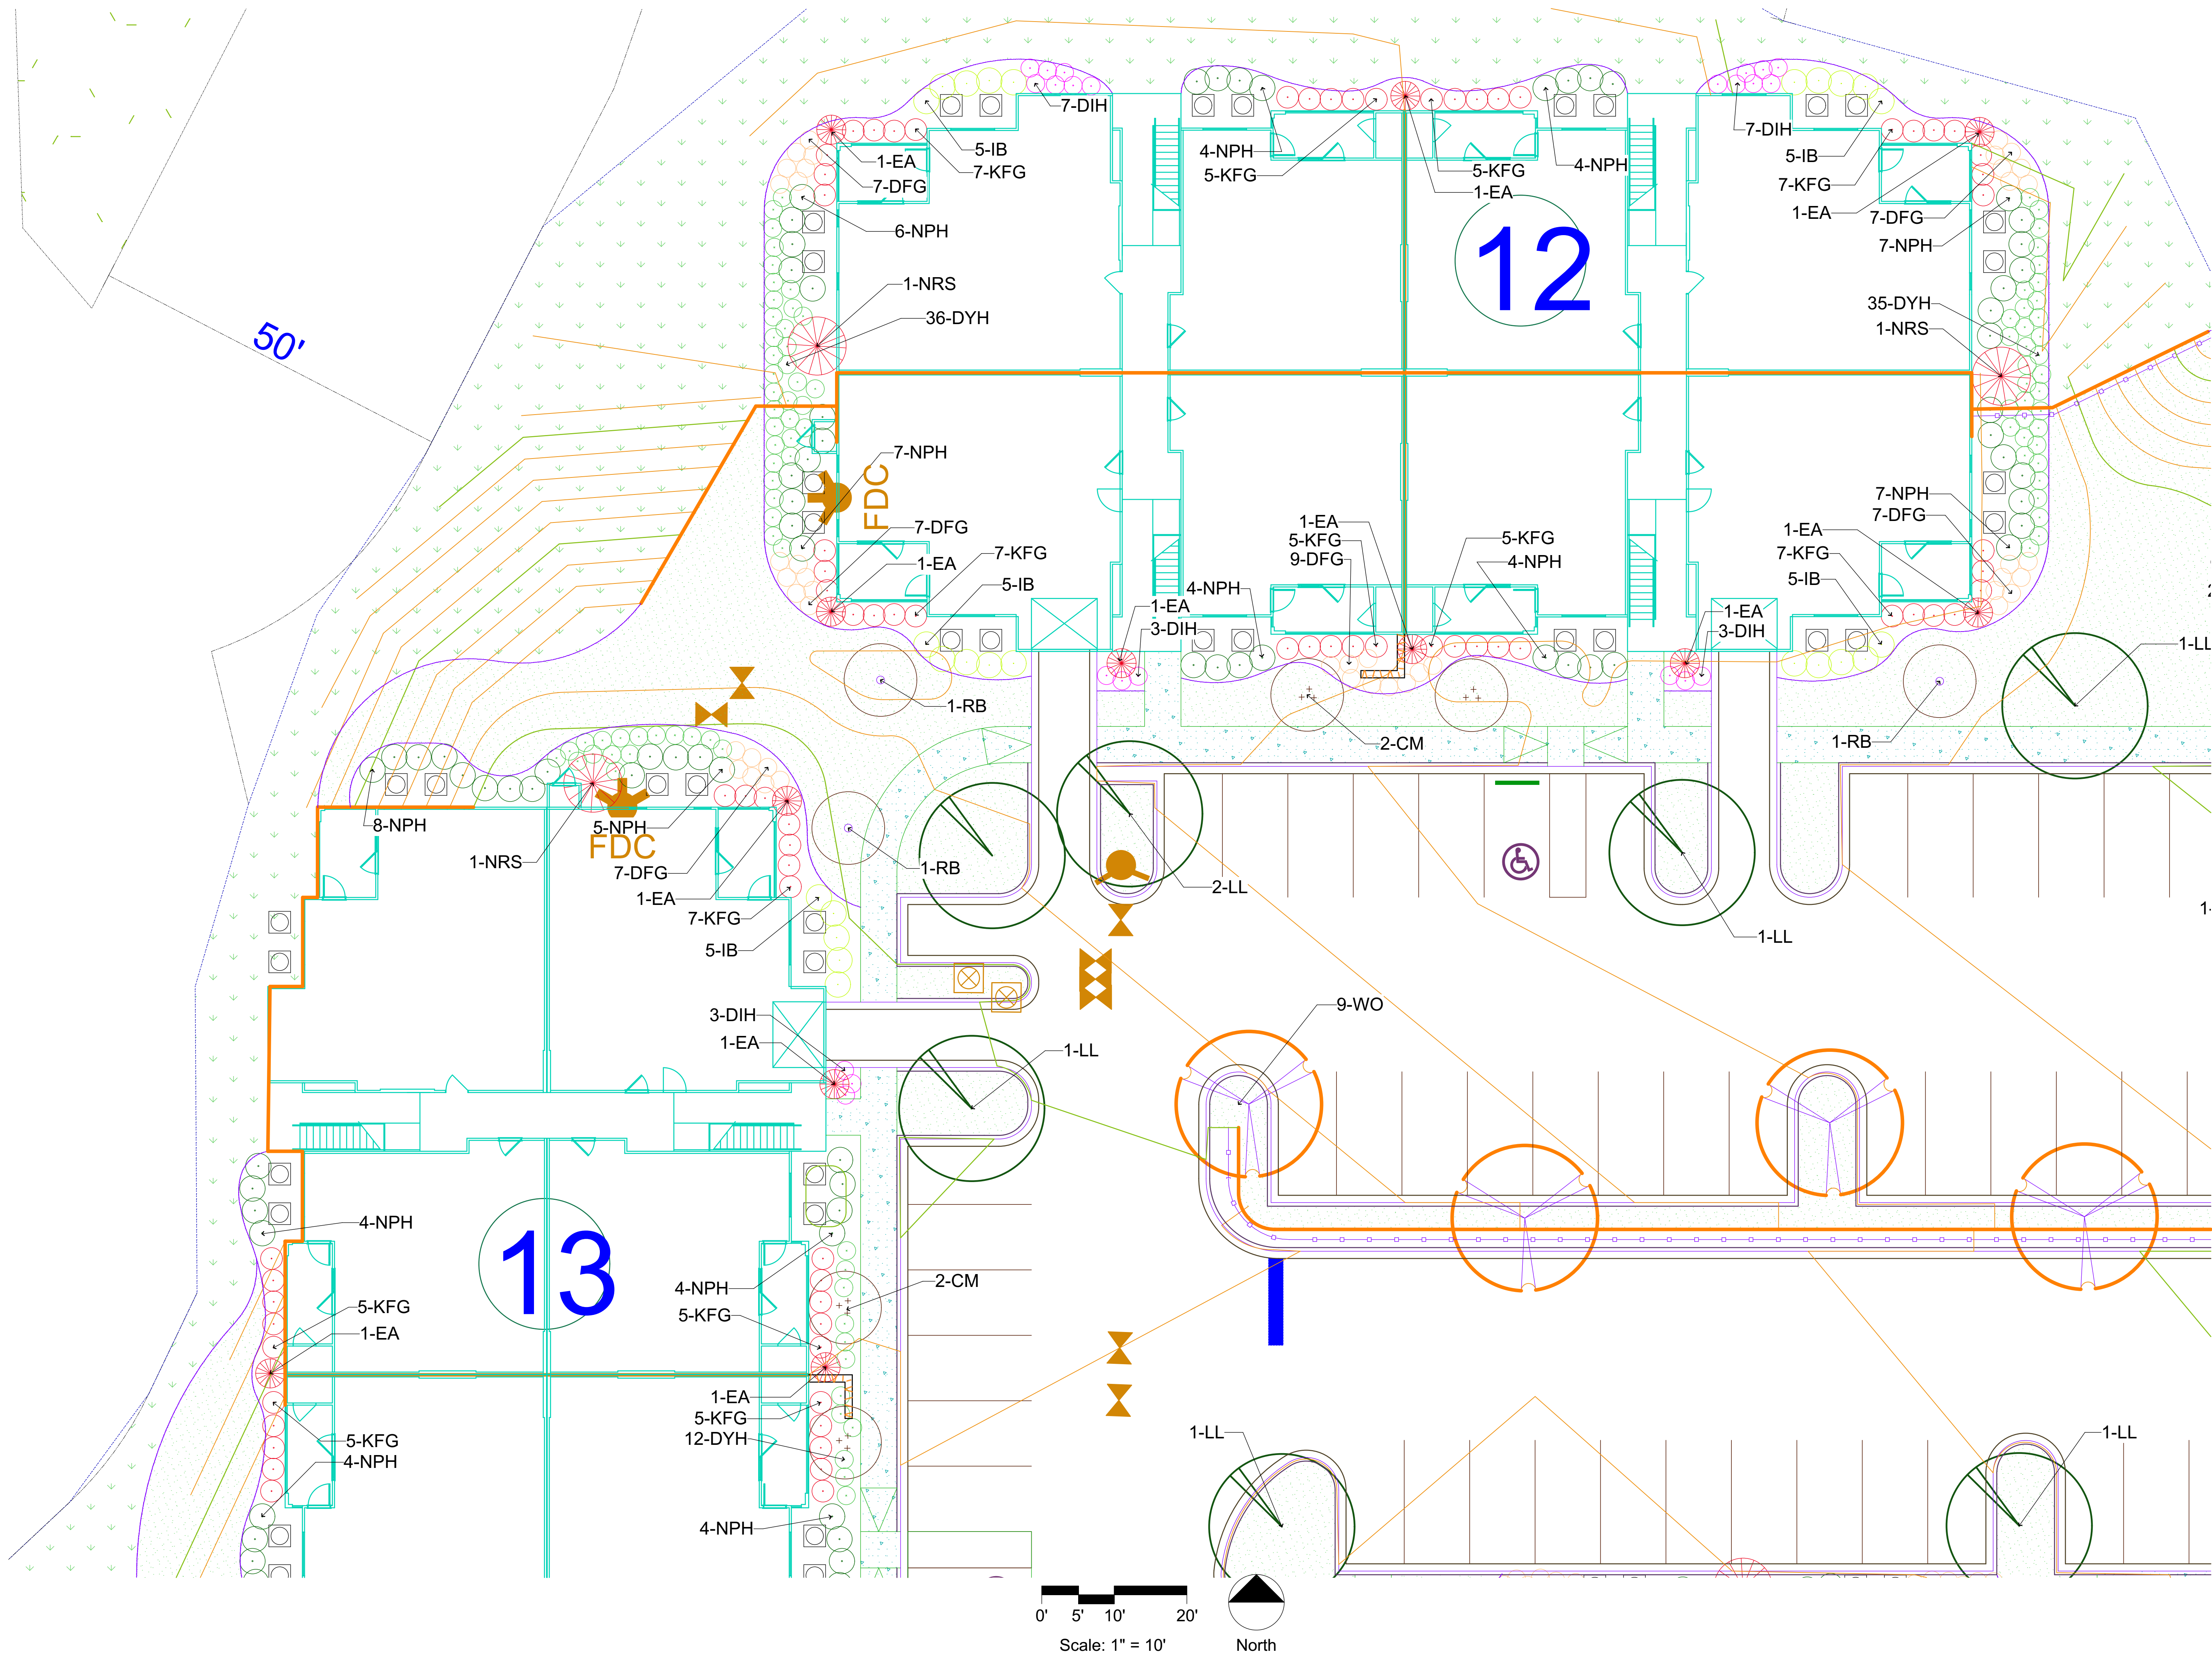 7-DIH
1-EA
5-IB
7-KFG
7-DFG
4-NPH
5-KFG
5-KFG
1-EA
4-NPH
7-DIH
5-IB
7-KFG
1-EA
7-DFG
7-NPH
6-NPH
1-NRS
36-DYH
12
35-DYH
1-NRS
50'
7-NPH
FDC
7-DFG
7-KFG
1-EA
5-IB
1-EA
5-KFG
9-DFG
5-KFG
4-NPH
4-NPH
7-NPH
7-DFG
1-EA
7-KFG
5-IB
1-EA
3-DIH
1-EA
3-DIH
1-LL
1-RB
2-CM
1-RB
8-NPH
5-NPH
FDC
1-NRS
7-DFG
1-EA
7-KFG
5-IB
1-RB
2-LL
1-LL
3-DIH
1-EA
1-LL
9-WO
4-NPH
13
5-KFG
1-EA
4-NPH
5-KFG
2-CM
1-EA
5-KFG
12-DYH
5-KFG
4-NPH
4-NPH
1-LL
1-LL
0' 5' 10' 20'
Scale: 1" = 10'
North